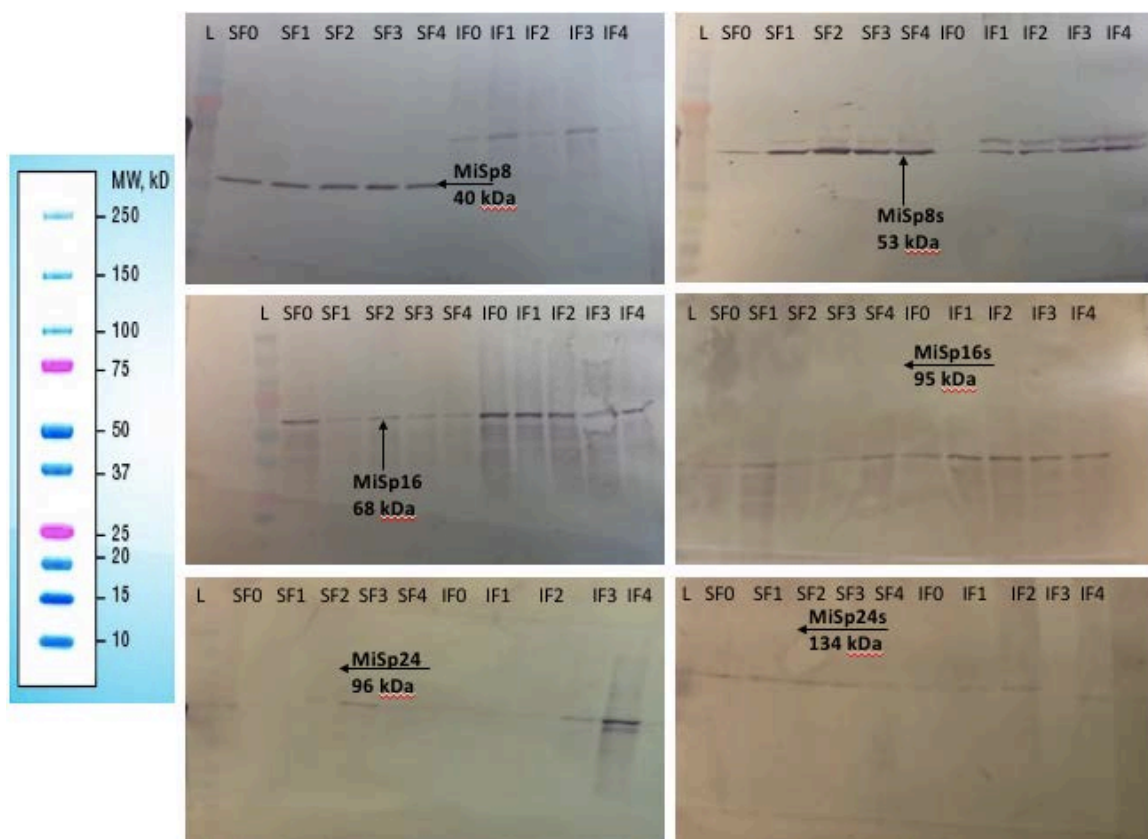 MW, kD
250
150
100
75
50
37
25
20
15
10
L SF0 SF1 SF2 SF3 SF4 IF0 IF1 IF2 IF3 IF4
MiSp8
40 kDa
L SF0 SF1 SF2 SF3 SF4 IF0 IF1 IF2 IF3 IF4
MiSp8s
53 kDa
L SF0 SF1 SF2 SF3 SF4 IF0 IF1 IF2 IF3 IF4
MiSp16
68 kDa
L SF0 SF1 SF2 SF3 SF4 IF0 IF1 IF2 IF3 IF4
MiSp16s
95 kDa
L SF0 SF1 SF2 SF3 SF4 IF0 IF1 IF2 IF3 IF4
MiSp24
96 kDa
L SF0 SF1 SF2 SF3 SF4 IF0 IF1 IF2 IF3 IF4
MiSp24s
134 kDa